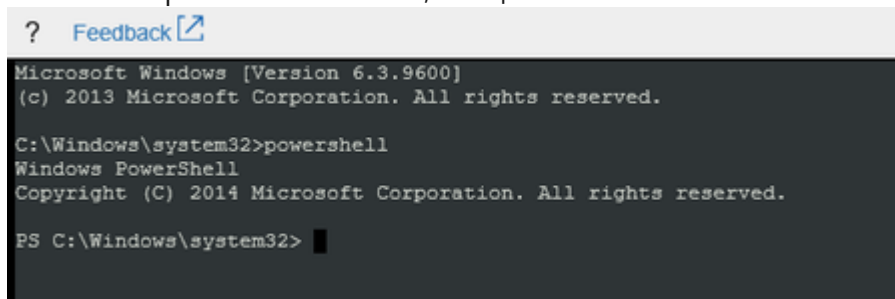 ? Feedback
Microsoft Windows [Version 6.3.9600]
(c) 2013 Microsoft Corporation. All rights reserved.
C:\Windows\system32>powershell
Windows PowerShell
Copyright (C) 2014 Microsoft Corporation. All rights reserved.
PS C:\Windows\system32>